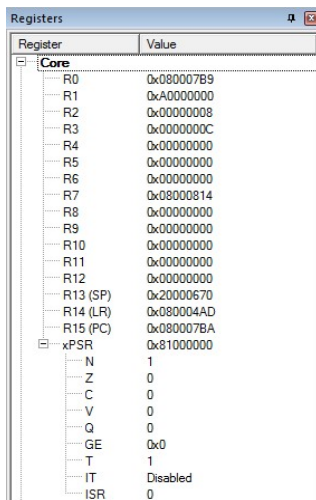 Registers
Register Value
Core
R0 0x080007B9
R1 0xA0000000
R2 0x00000008
R3 0x0000000C
R4 0x00000000
R5 0x00000000
R6 0x00000000
R7 0x08000814
R8 0x00000000
R9 0x00000000
R10 0x00000000
R11 0x00000000
R12 0x00000000
R13 (SP) 0x20000670
R14 (LR) 0x080004AD
R15 (PC) 0x080007BA
xPSR 0x81000000
N 1
Z 0
C 0
V 0
Q 0
GE 0x0
T 1
IT Disabled
ISR 0